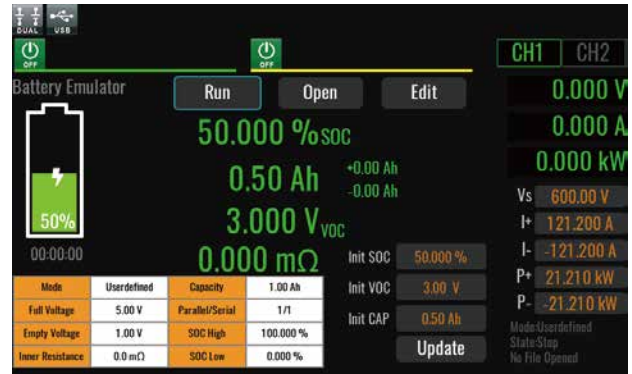 DUAL USB
OFF OFF CH1 CH2
Battery Emulator Run Open Edit
0.000 V
50.000 % SOC
0.000 A
0.50 Ah +0.00 Ah
-0.00 Ah
0.000 kW
50%
3.000 V VOC
Vs 600.00 V
I+ 121.200 A
00:00:00 0.000 mΩ Init SOC 50.000 %
I- -121.200 A
Mode Userdefined Capacity 1.00 Ah Init VOC 3.00 V
P+ 21.210 kW
Full Voltage 5.00 V Parallel/Serial 1/1
P- -21.210 kW
Init CAP 0.50 Ah
Empty Voltage 1.00 V SOC High 100.000 %
Mode:Userdefined
Inner Resistance 0.0 mΩ SOC Low 0.000 % Update
State:Stop
No File Opened